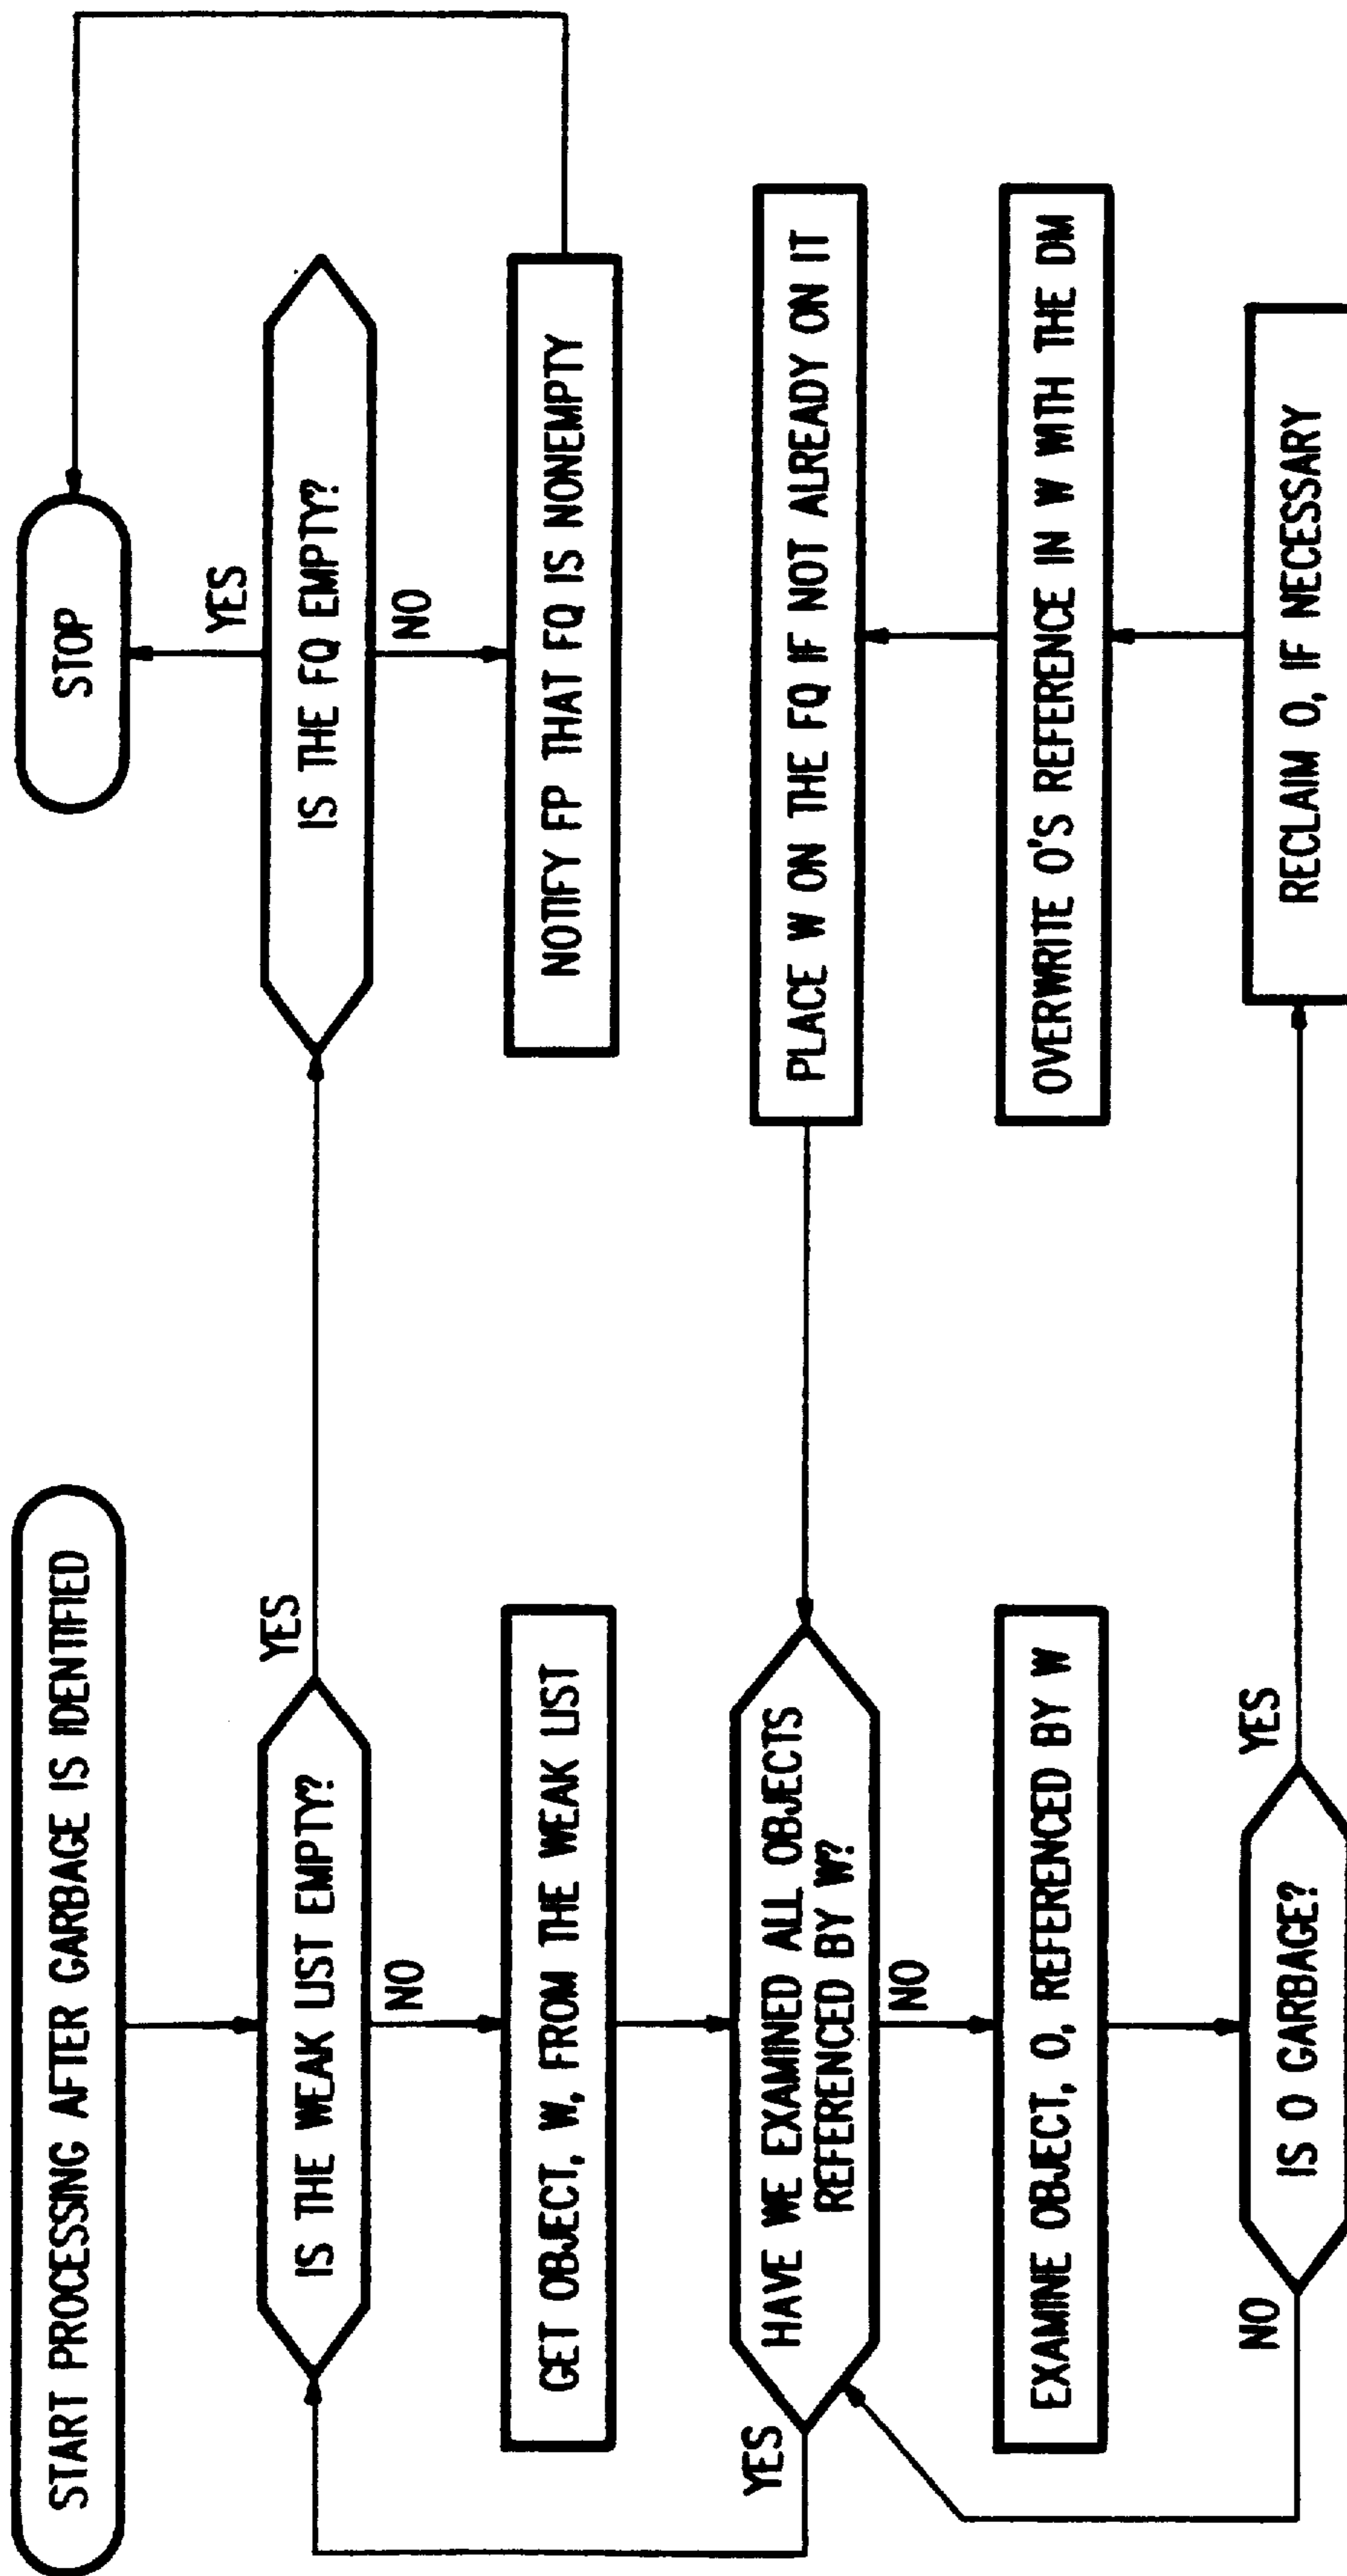 START PROCESSING AFTER GARBAGE IS IDENTIFIED
IS THE WEAK LIST EMPTY?
YES
NO
GET OBJECT, W, FROM THE WEAK LIST
HAVE WE EXAMINED ALL OBJECTS
REFERENCED BY W?
YES
NO
EXAMINE OBJECT, O, REFERENCED BY W
IS O GARBAGE?
NO
YES
STOP
YES
IS THE FQ EMPTY?
NO
NOTIFY FP THAT FQ IS NONEMPTY
PLACE W ON THE FQ IF NOT ALREADY ON IT
OVERWRITE O'S REFERENCE IN W WITH THE DM
RECLAIM O, IF NECESSARY